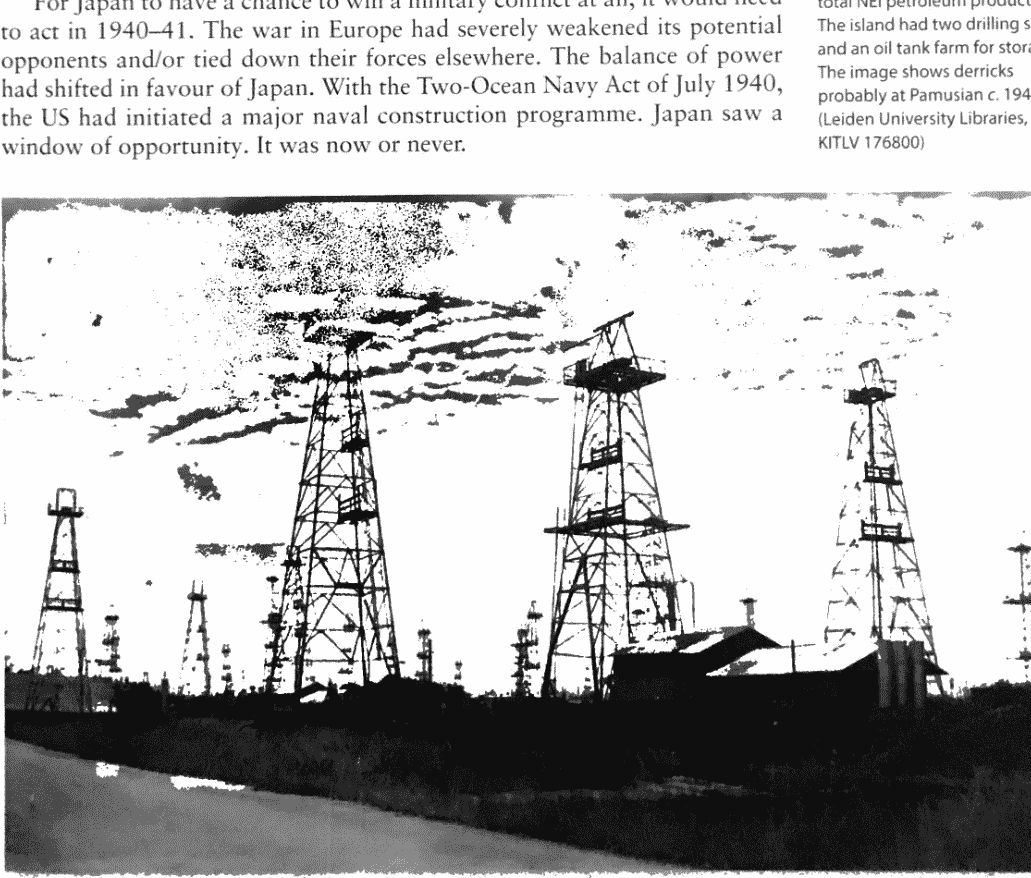 For Japan to have a chance to win a military conflict at all, it would need
to act in 1940–41. The war in Europe had severely weakened its potential
opponents and/or tied down their forces elsewhere. The balance of power
had shifted in favour of Japan. With the Two-Ocean Navy Act of July 1940,
the US had initiated a major naval construction programme. Japan saw a
window of opportunity. It was now or never.
total NEI petroleum
The island had two drilling
and an oil tank farm for
The image shows derricks
probably at Pamusian c.
(Leiden University Libraries,
KITLV 176800)